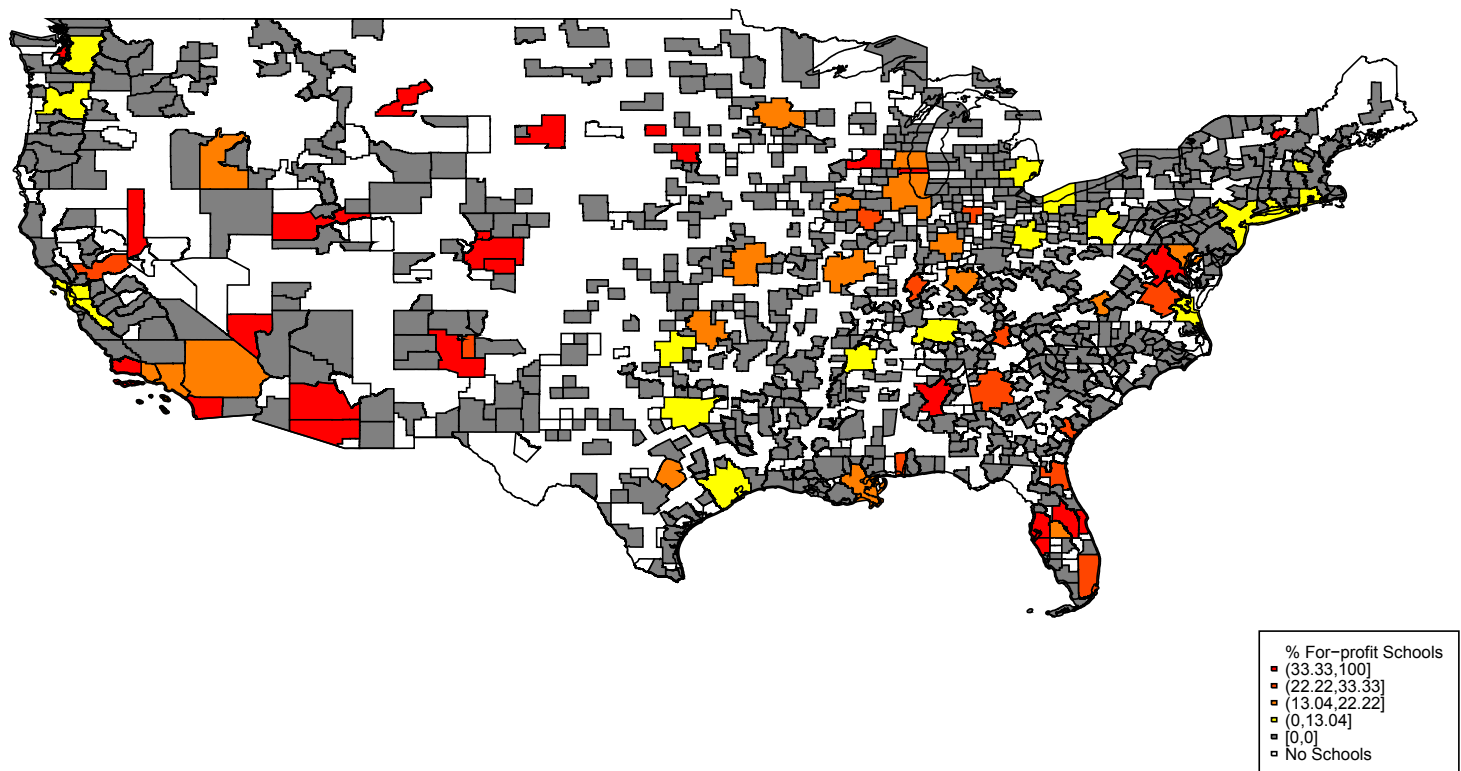 % For−profit Schools
(33.33,100]
(22.22,33.33]
(13.04,22.22]
(0,13.04]
[0,0]
No Schools